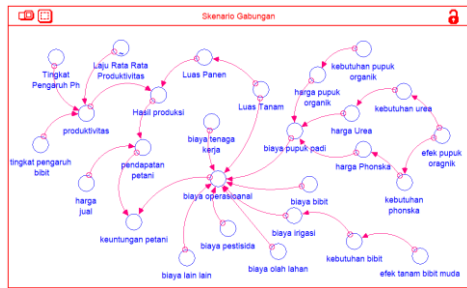 Skenario Gabungan
Tingkat
Pengaruh Ph
Laju Rata Rata
Produktivitas
Luas Panen
kebutuhan pupuk
organik
harga pupuk
organik
kebutuhan urea
Luas Tanam
produktivitas
Hasil produksi
biaya tenaga
kerja
biaya pupuk padi
harga Urea
efek pupuk
oragnik
tingkat pengaruh
bibit
pendapatan
petani
harga Phonska
kebutuhan
phonska
harga
jual
biaya operasioanal
biaya bibit
keuntungan petani
biaya pestisida
biaya irigasi
kebutuhan bibit
biaya lain lain
biaya olah lahan
efek tanam bibit muda